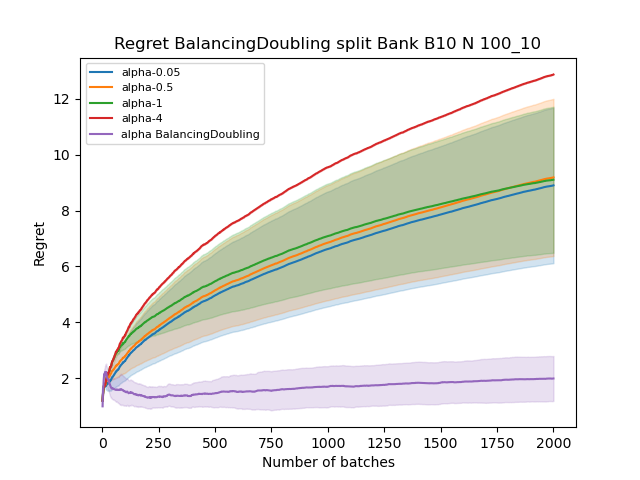 Regret BalancingDoubling split Bank B10 N 100_10
alpha-0.05
alpha-0.5
alpha-1
alpha-4
alpha BalancingDoubling
12
10
8
6
4
2
Regret
0 250 500 750 1000 1250 1500 1750 2000
Number of batches